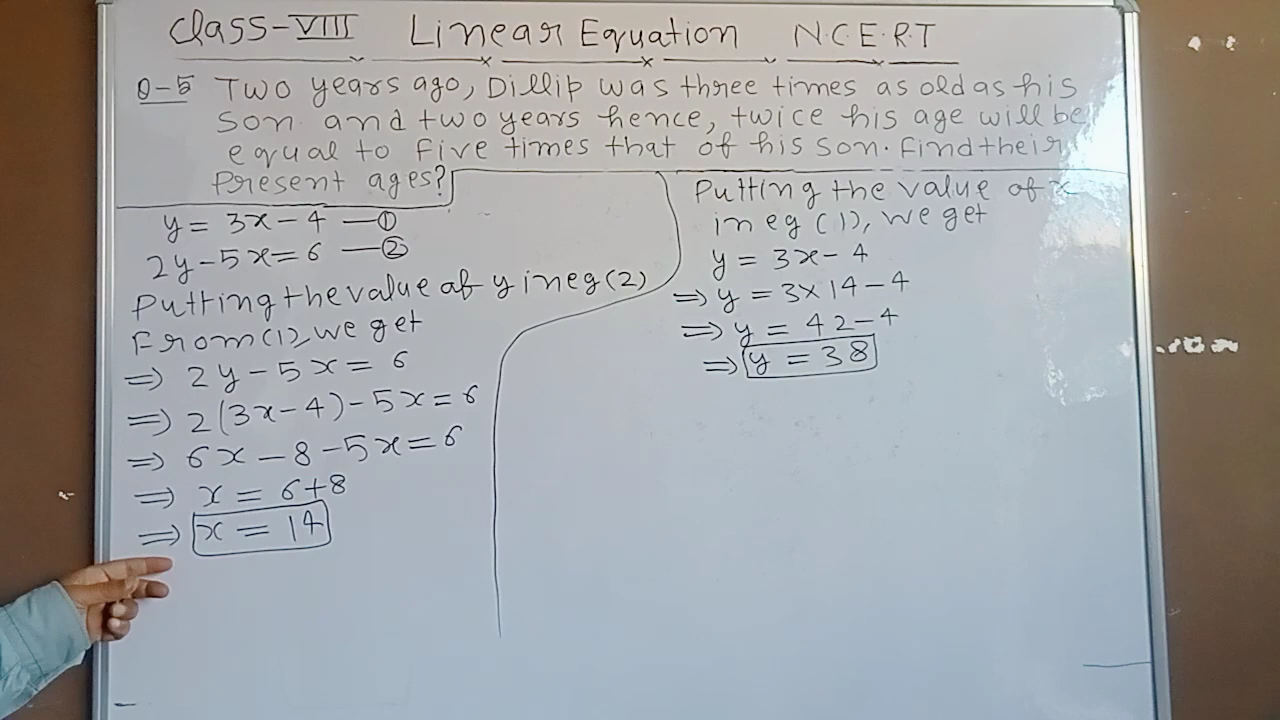 Class-VIII Linear Equation N.C.E.R.T
Q-5 Two years ago, Dillip was three times as old as his
son and two years hence, twice his age will be
equal to five times that of his son. Find their
present ages?
y = 3x - 4 —①
2y - 5x = 6 —②
Putting the value of y in eq (2)
From (1), we get
⇒ 2y - 5x = 6
⇒ 2(3x-4) - 5x = 6
⇒ 6x - 8 - 5x = 6
⇒ x = 6+8
⇒ x = 14
Putting the value of x
in eq (1), we get
y = 3x - 4
⇒ y = 3×14 - 4
⇒ y = 42 - 4
⇒ y = 38